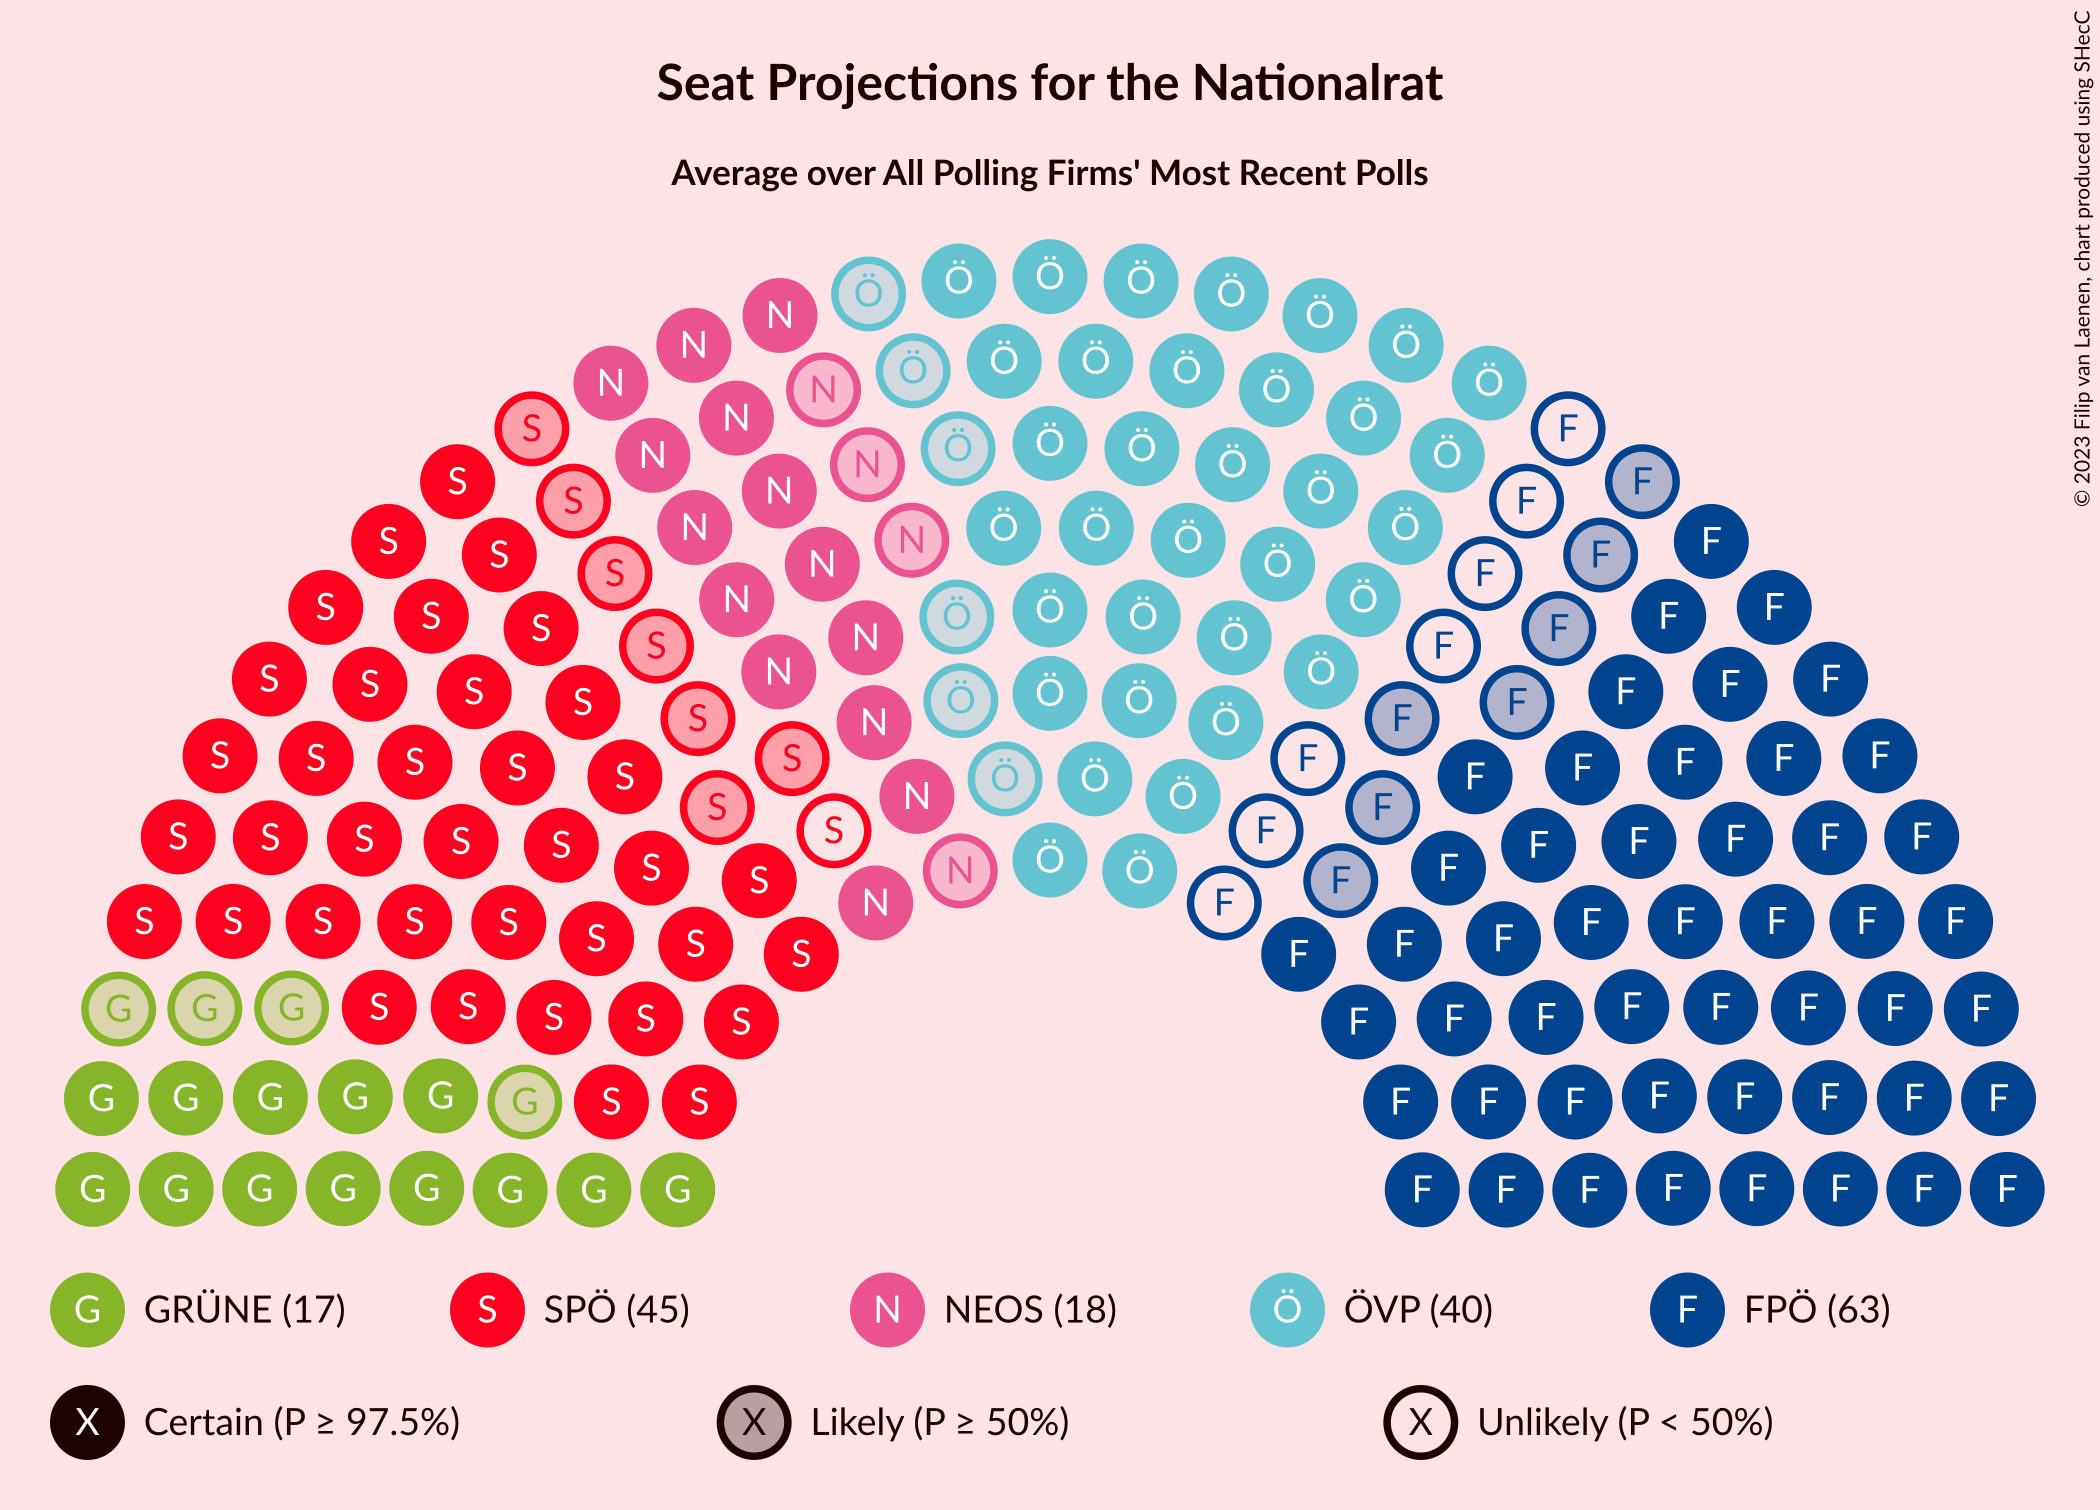 Seat Projections for the Nationalrat
Average over All Polling Firms' Most Recent Polls
© 2023 Filip van Laenen, chart produced using SHecC
Ö Ö Ö Ö Ö
N Ö
N Ö
Ö Ö Ö Ö
N N Ö Ö
S N Ö F
N N Ö Ö Ö Ö Ö
S N Ö F
S F
S N N Ö Ö Ö Ö F
S S N Ö F F
S S N Ö Ö Ö Ö F F
S S N Ö F F
S S S S N Ö Ö Ö Ö F F F F
S N Ö F
S S S S S S Ö Ö F F F F F F
S N Ö F
S S S S S S F F F F F F
S S N Ö Ö F F
N F
S S S S S S S S F F F F F F F F
G G G S S S S S F F F F F F F F
G G G G G G S S F F F F F F F F
G G G G G G G G F F F F F F F F
G GRÜNE (17) S SPÖ (45) N NEOS (18) Ö ÖVP (40) F FPÖ (63)
X Certain (P ≥ 97.5%) X Likely (P ≥ 50%) X Unlikely (P < 50%)